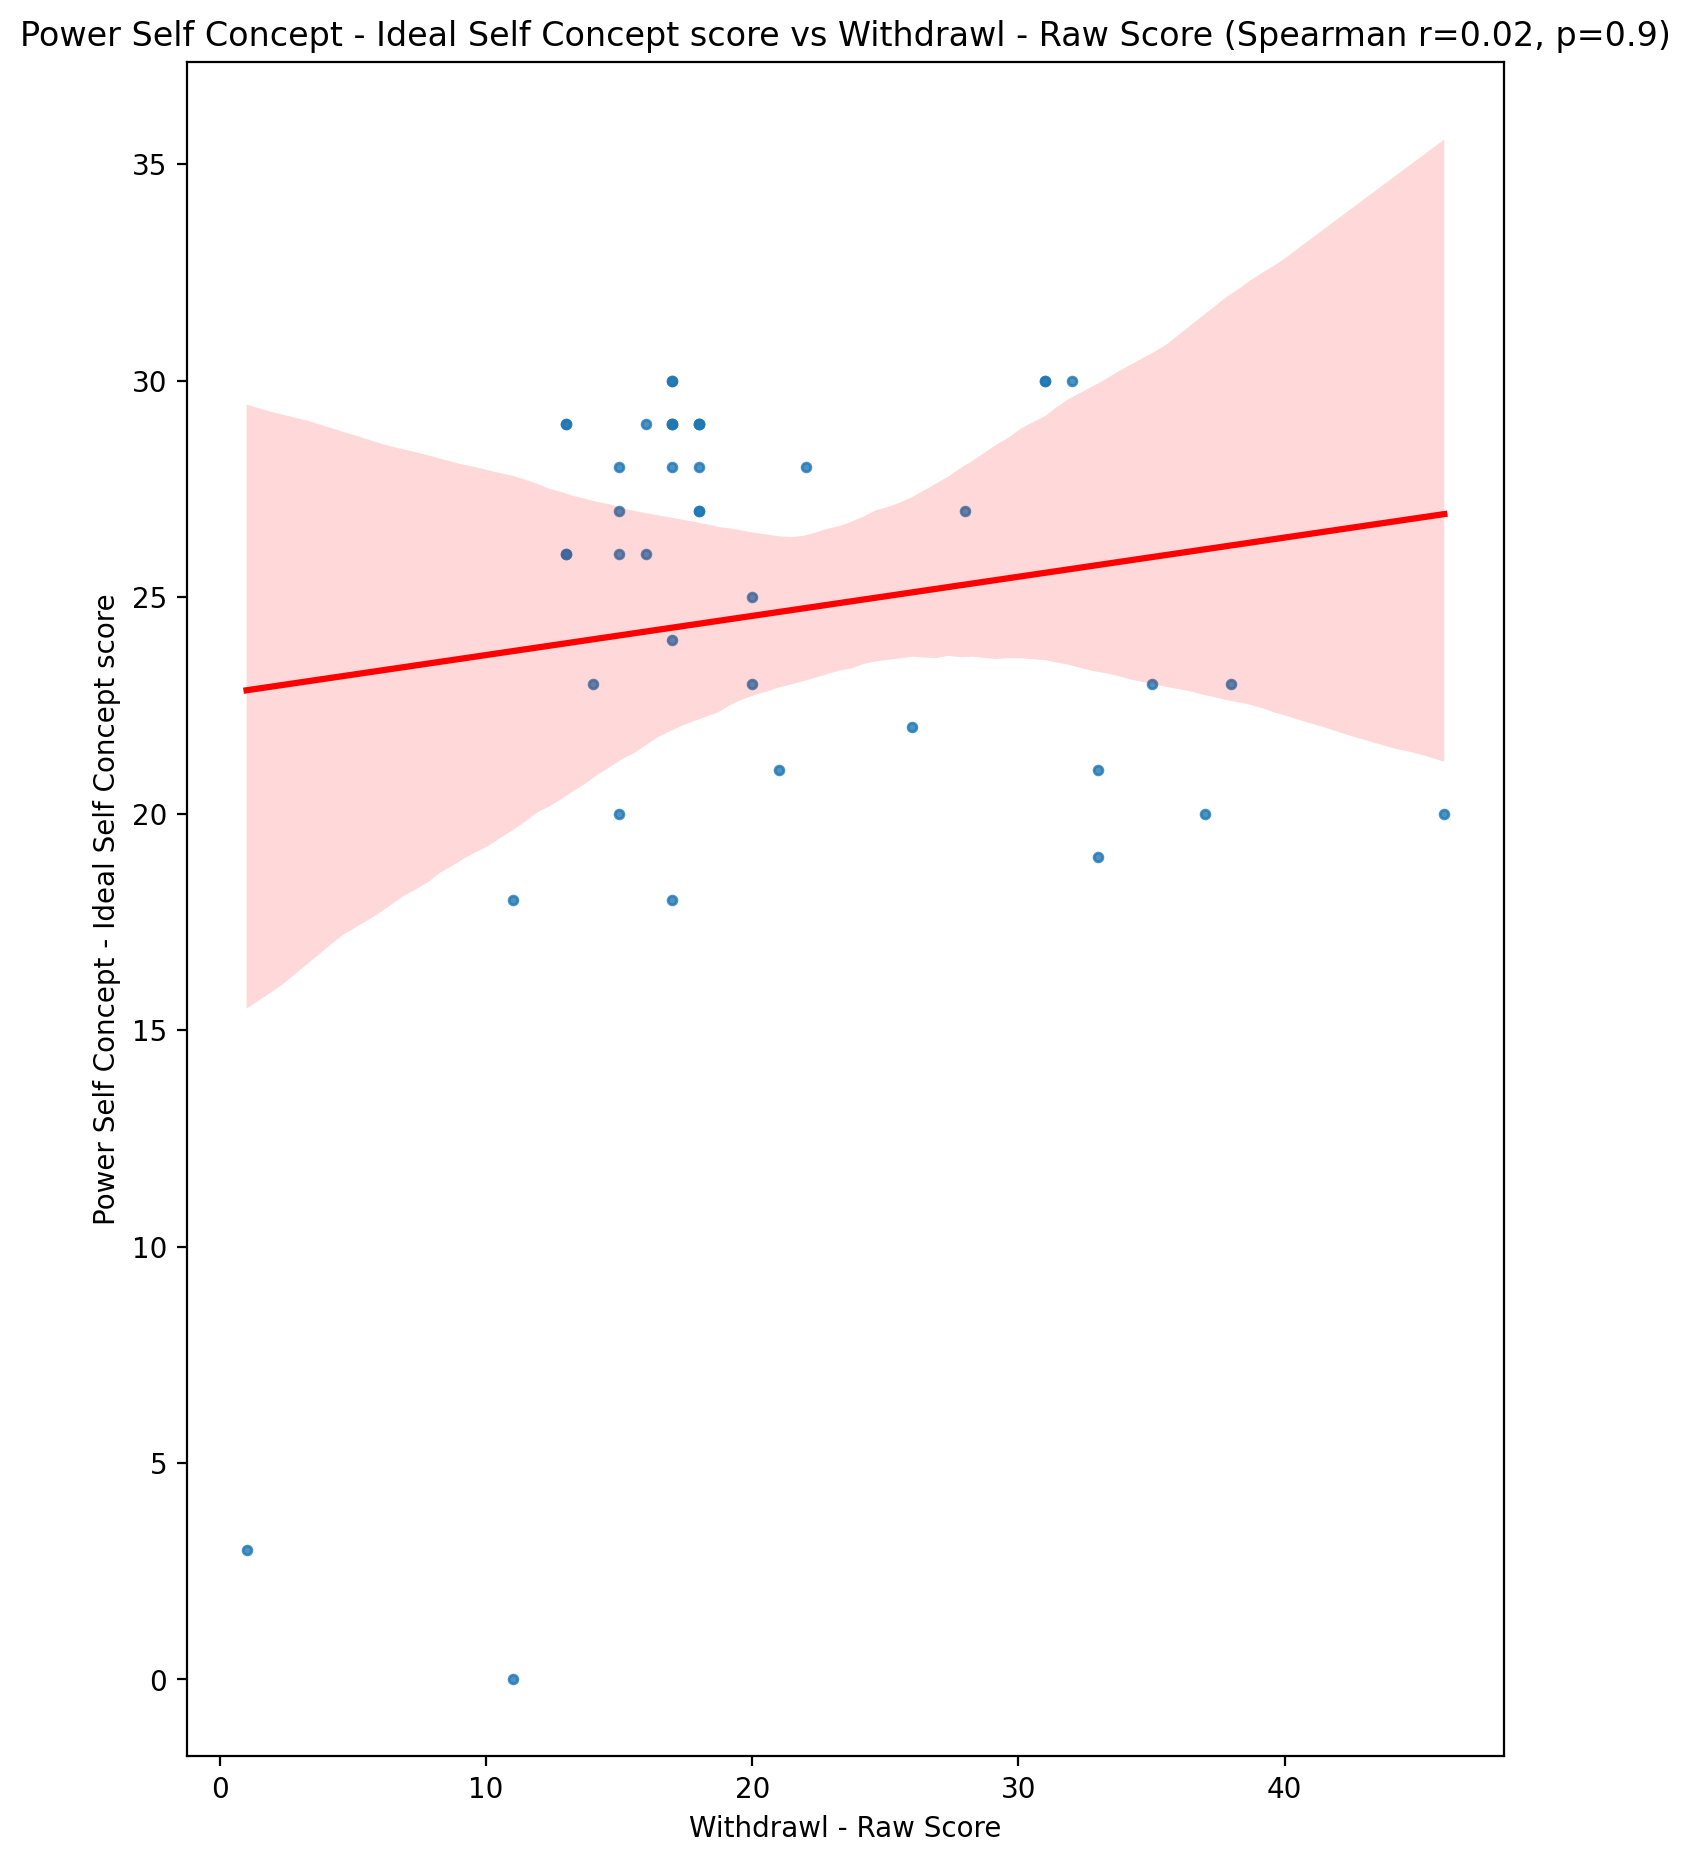 Power Self Concept - Ideal Self Concept score vs Withdrawl - Raw Score (Spearman r=0.02, p=0.9)
Power Self Concept - Ideal Self Concept score
35
30
25
20
15
10
5
0
0 10 20 30 40
Withdrawl - Raw Score